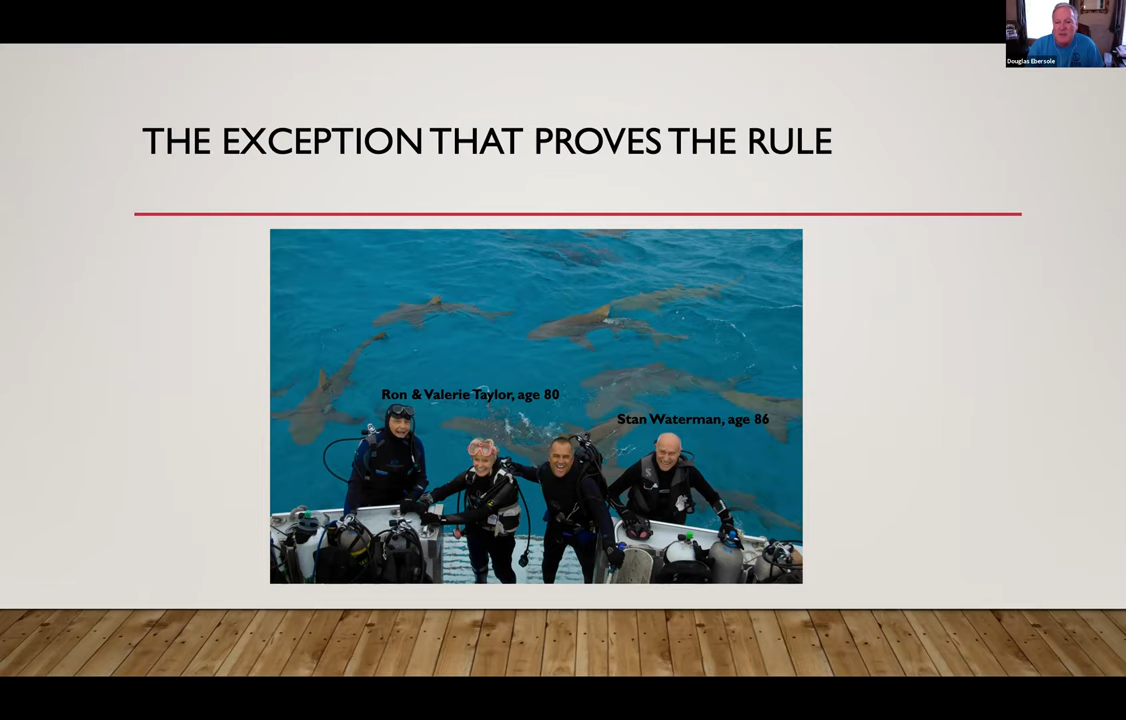 Douglas Ebersole
THE EXCEPTION THAT PROVES THE RULE
Ron & Valerie Taylor, age 80
Stan Waterman, age 86